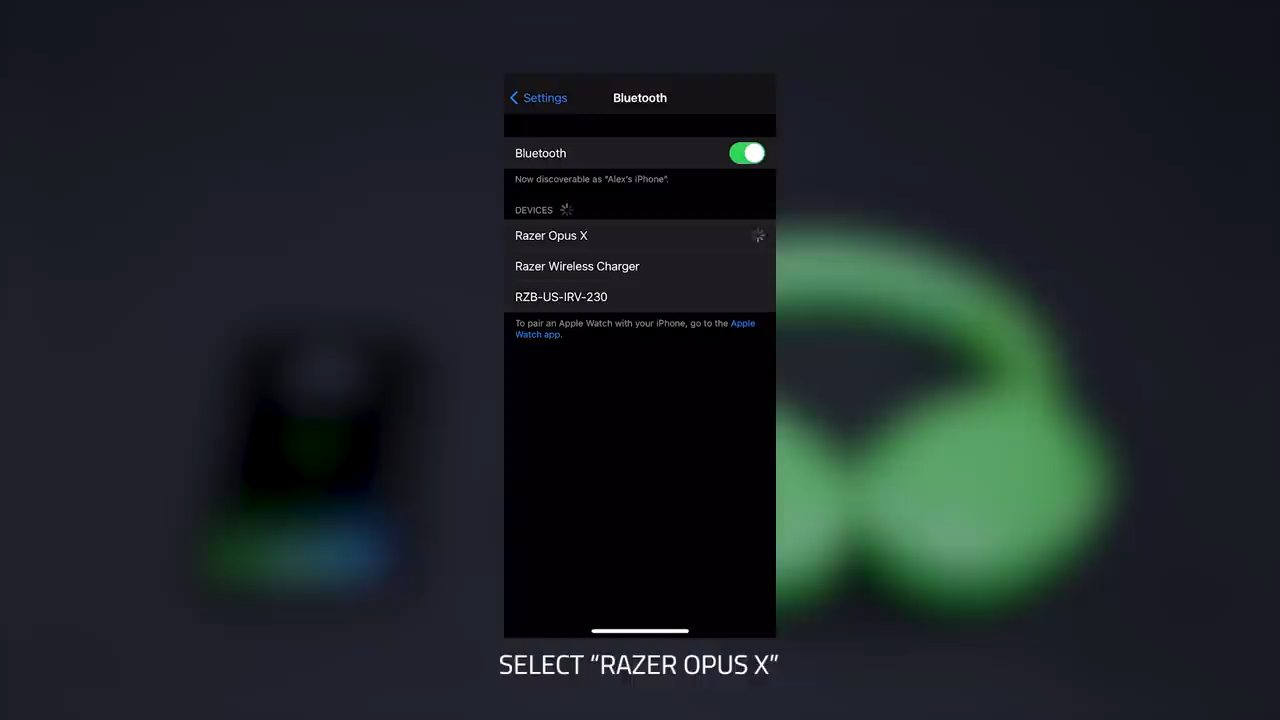 Settings
Bluetooth
Bluetooth
Now discoverable as "Alex's iPhone".
DEVICES
Razer Opus X
Razer Wireless Charger
RZB-US-IRV-230
To pair an Apple Watch with your iPhone, go to the Apple
Watch app.
SELECT “RAZER OPUS X”